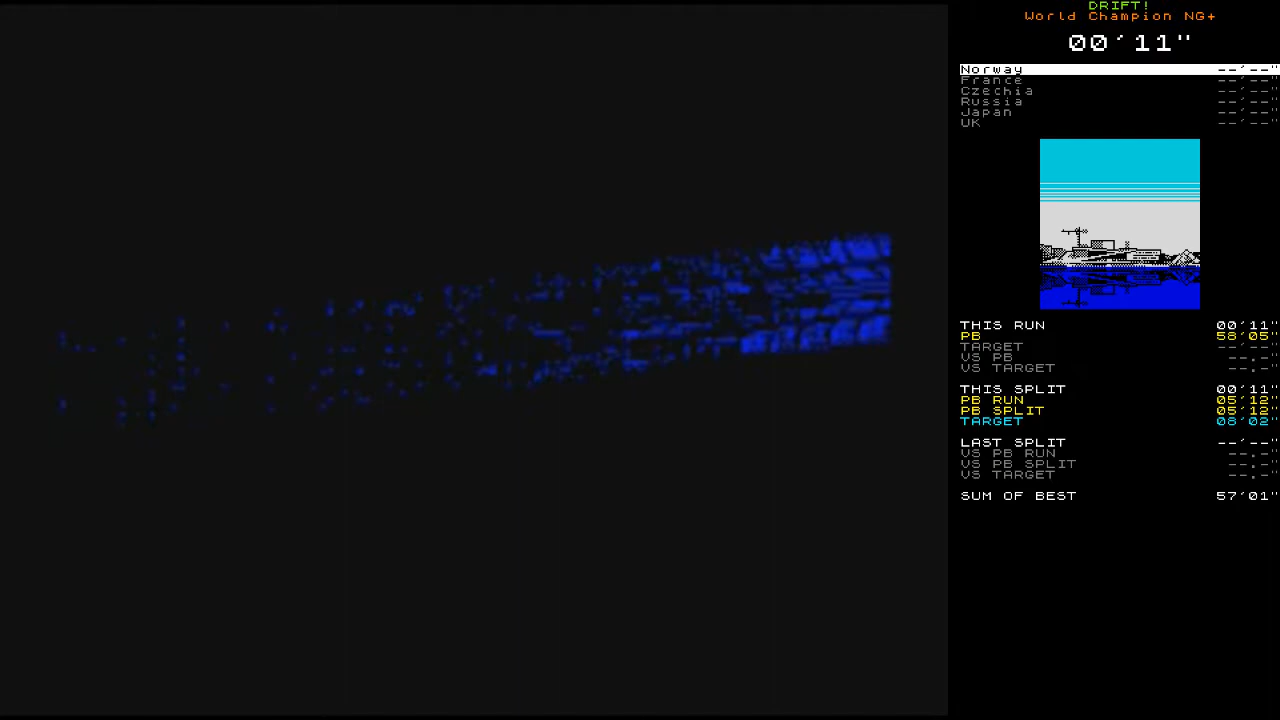 DRIFT!
World Champion NG+
00'11"
Norway --'--"
France --'--"
Czechia --'--"
Russia --'--"
Japan --'--"
UK --'--"
THIS RUN 00'11"
PB 58'05"
TARGET --'--"
VS PB --.-"
VS TARGET --.-"
THIS SPLIT 00'11"
PB RUN 05'12"
PB SPLIT 05'12"
TARGET 08'02"
LAST SPLIT --'--"
VS PB RUN --.-"
VS PB SPLIT --.-"
VS TARGET --.-"
SUM OF BEST 57'01"